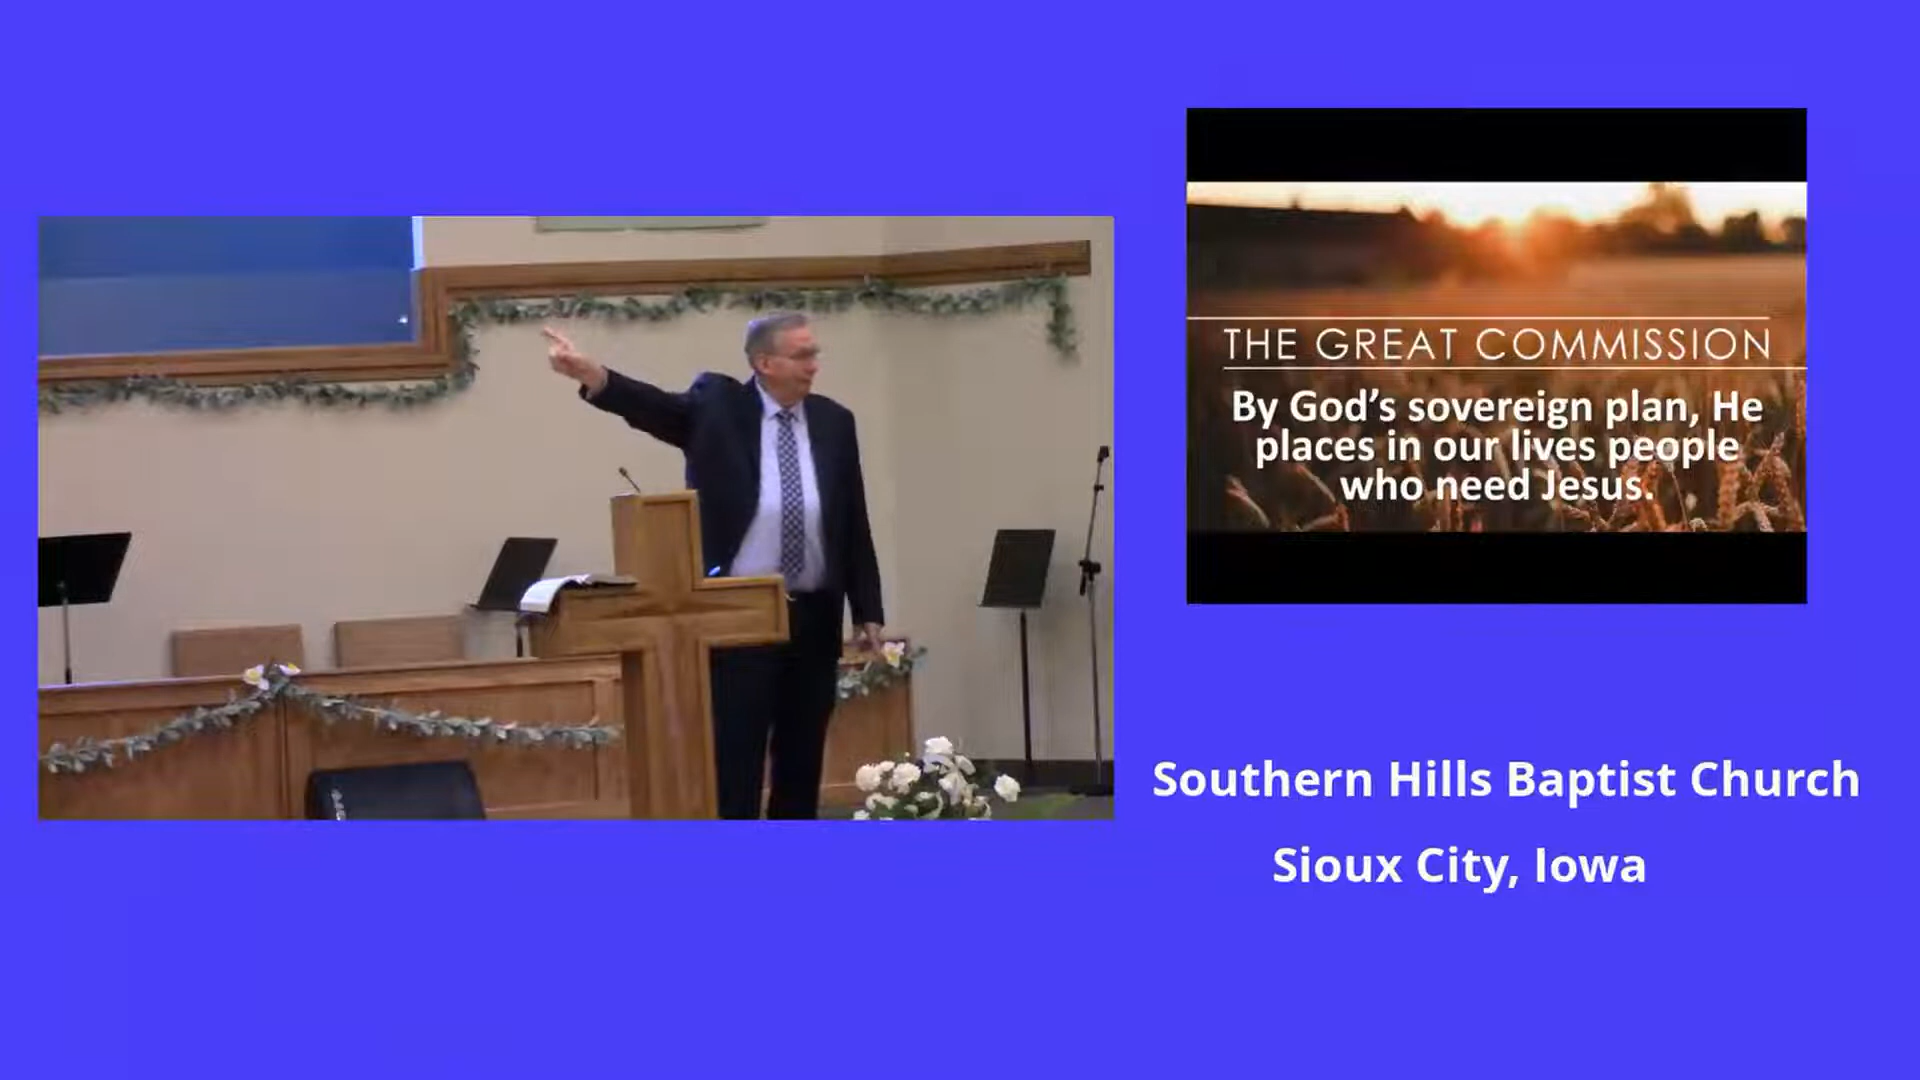 THE GREAT COMMISSION
By God's sovereign plan, He
places in our lives people
who need Jesus.
Southern Hills Baptist Church
Sioux City, Iowa